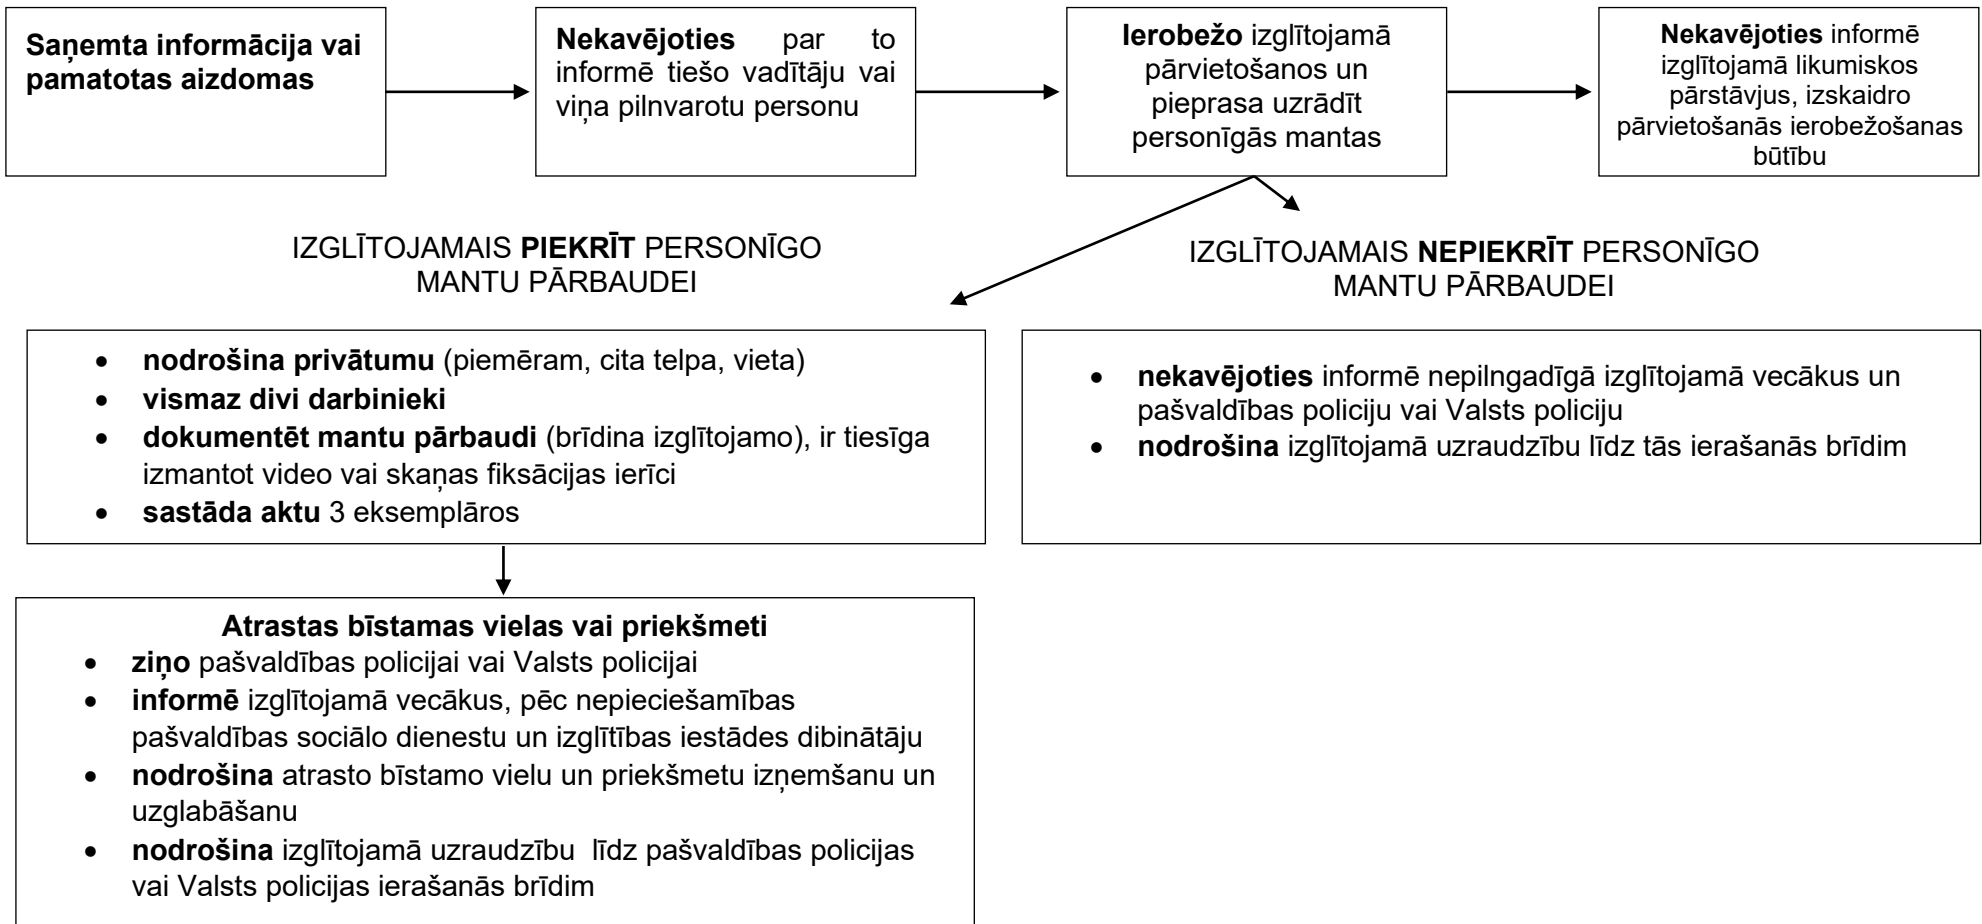 Saņemta informācija vai
pamatotas aizdomas
Nekavējoties par to
informē tiešo vadītāju vai
viņa pilnvarotu personu
Ierobežo izglītojamā
pārvietošanos un
pieprasa uzrādīt
personīgās mantas
Nekavējoties informē
izglītojamā likumiskos
pārstāvjus, izskaidro
pārvietošanās ierobežošanas
būtību
IZGLĪTOJAMAIS PIEKRĪT PERSONĪGO
MANTU PĀRBAUDEI
IZGLĪTOJAMAIS NEPIEKRĪT PERSONĪGO
MANTU PĀRBAUDEI
• nodrošina privātumu (piemēram, cita telpa, vieta)
• vismaz divi darbinieki
• dokumentēt mantu pārbaudi (brīdina izglītojamo), ir tiesīga
izmantot video vai skaņas fiksācijas ierīci
• sastāda aktu 3 eksemplāros
• nekavējoties informē nepilngadīgā izglītojamā vecākus un
pašvaldības policiju vai Valsts policiju
• nodrošina izglītojamā uzraudzību līdz tās ierašanās brīdim
Atrastas bīstamas vielas vai priekšmeti
• ziņo pašvaldības policijai vai Valsts policijai
• informē izglītojamā vecākus, pēc nepieciešamības
pašvaldības sociālo dienestu un izglītības iestādes dibinātāju
• nodrošina atrasto bīstamo vielu un priekšmetu izņemšanu un
uzglabāšanu
• nodrošina izglītojamā uzraudzību līdz pašvaldības policijas
vai Valsts policijas ierašanās brīdim